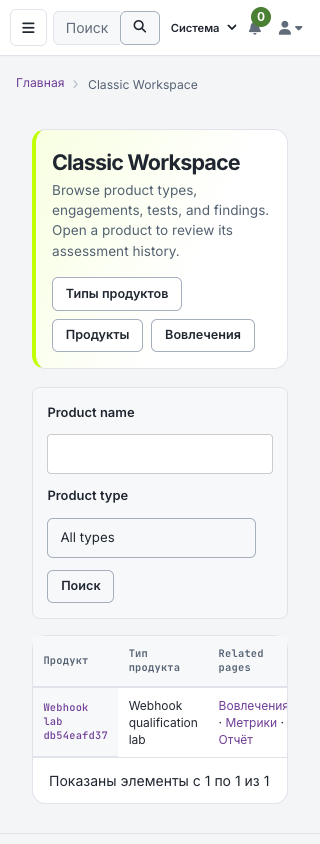 Поиск
Система
0
Главная
Classic Workspace
Classic Workspace
Browse product types,
engagements, tests, and findings.
Open a product to review its
assessment history.
Типы продуктов
Продукты
Вовлечения
Product name
Product type
All types
Поиск
Продукт
Тип
продукта
Related
pages
Webhook
lab
db54eafd37
Webhook
qualification
lab
Вовлечения
· Метрики ·
Отчёт
Показаны элементы с 1 по 1 из 1